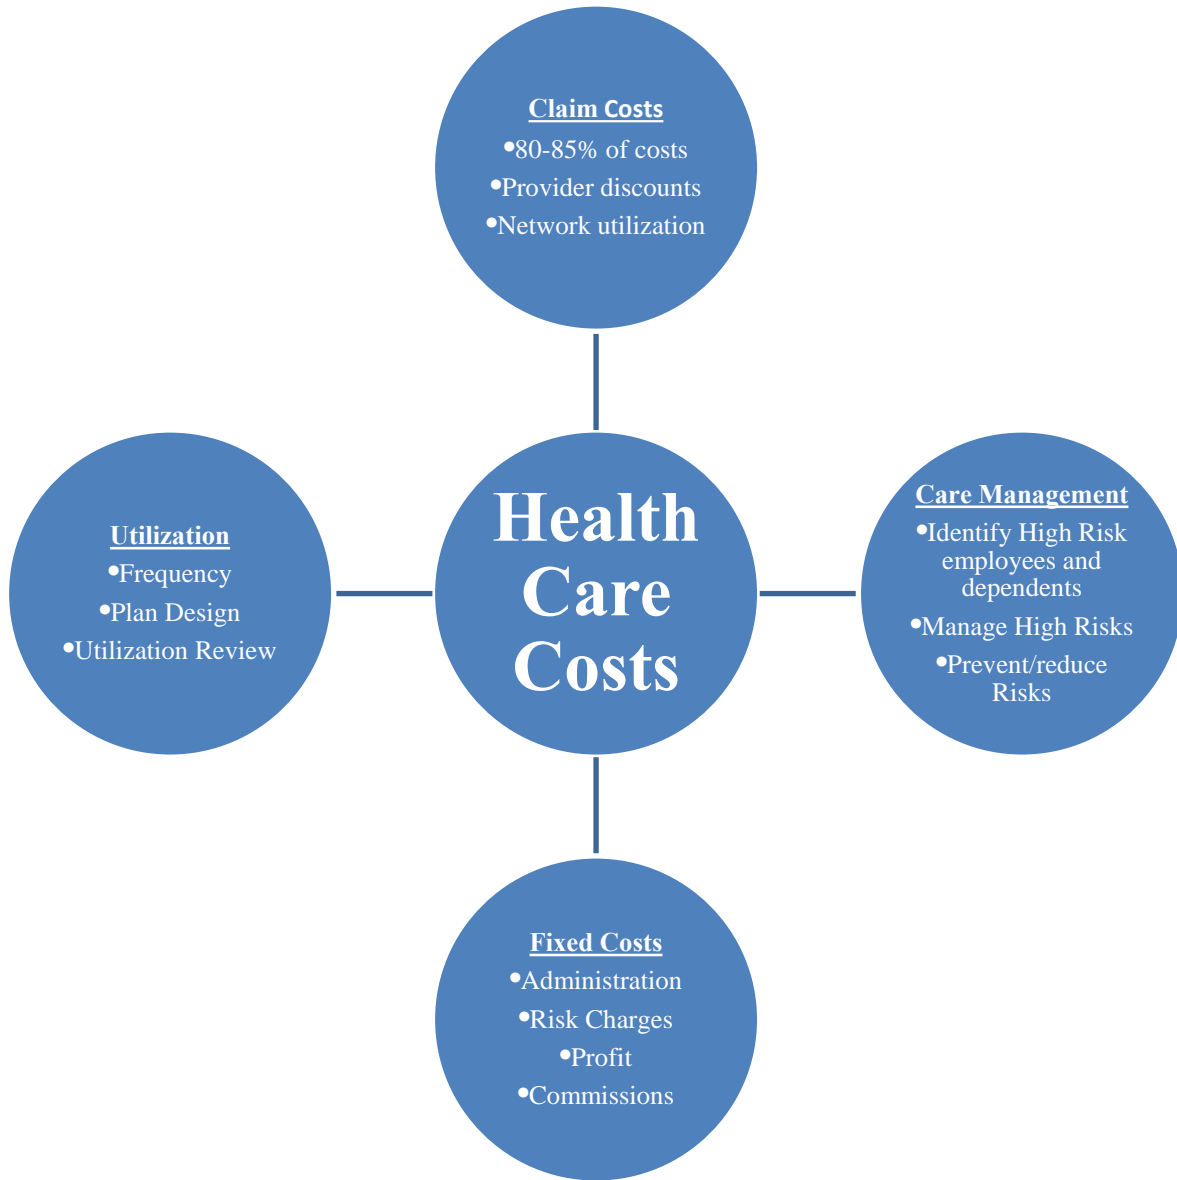 Claim Costs
•80-85% of costs
•Provider discounts
•Network utilization
Utilization
•Frequency
•Plan Design
•Utilization Review
Health
Care
Costs
Care Management
•Identify High Risk
employees and
dependents
•Manage High Risks
•Prevent/reduce
Risks
Fixed Costs
•Administration
•Risk Charges
•Profit
•Commissions